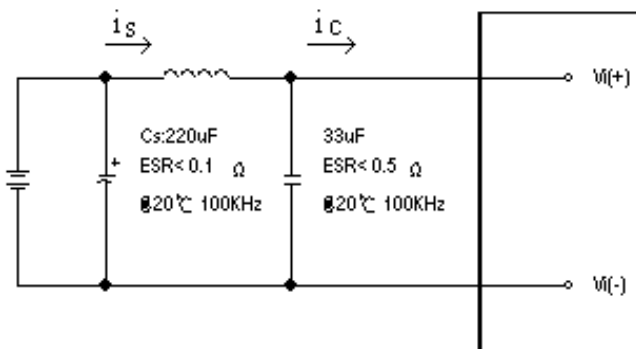 iS
iC
Vi(+)
Cs:220uF
ESR<0.1 Ω
@20℃ 100KHz
33uF
ESR<0.5 Ω
@20℃ 100KHz
+
Vi(-)